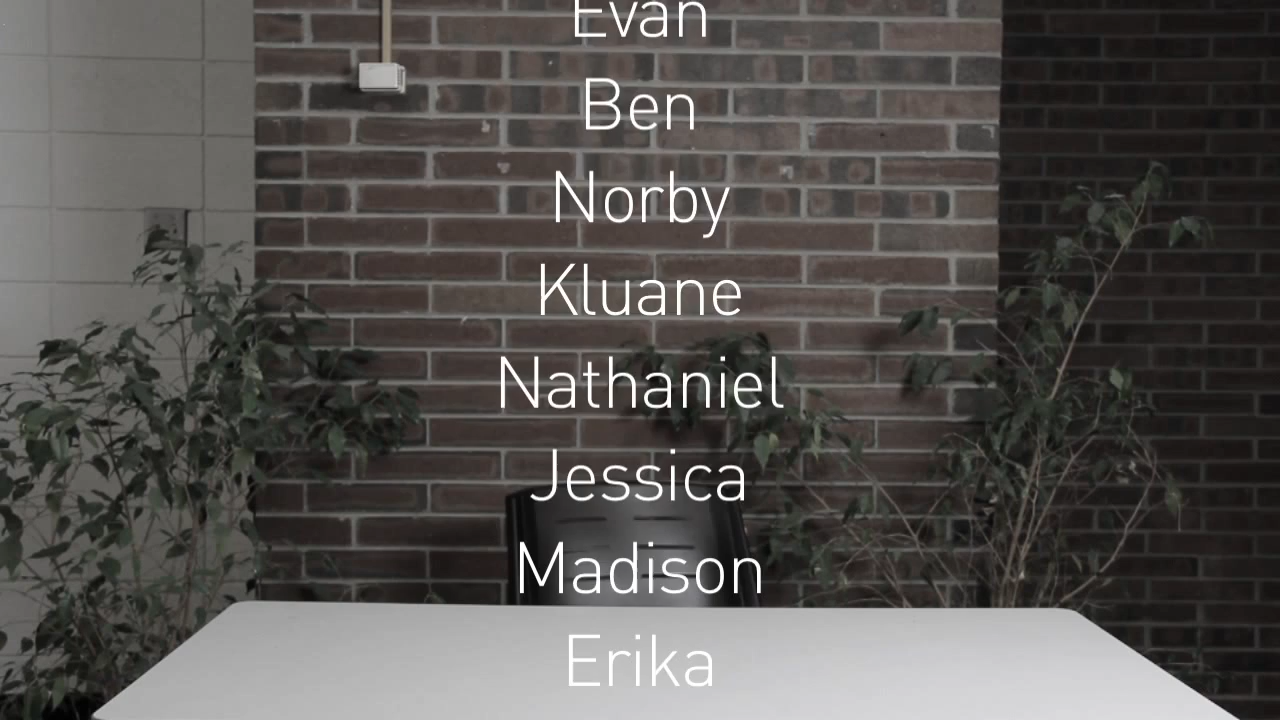 Evan
Ben
Norby
Kluane
Nathaniel
Jessica
Madison
Erika